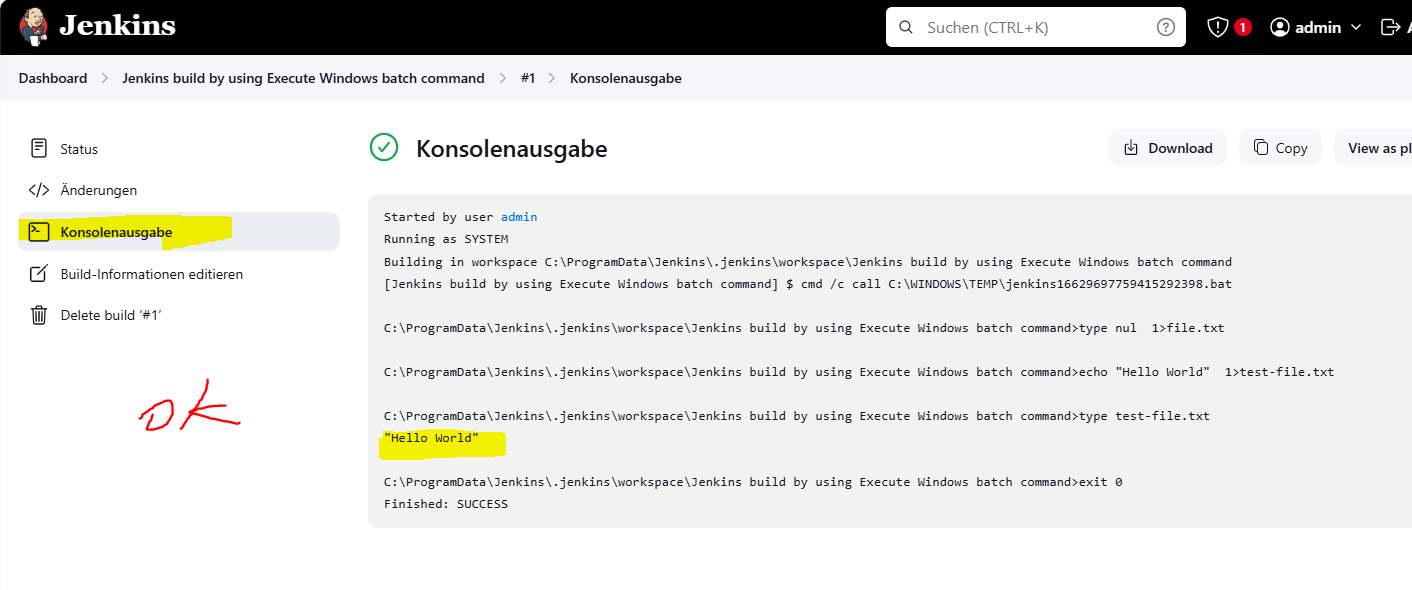 Jenkins
Suchen (CTRL+K)
1
admin
Dashboard
Jenkins build by using Execute Windows batch command
#1
Konsolenausgabe
Status
Änderungen
Konsolenausgabe
Build-Informationen editieren
Delete build ‘#1’
OK
Konsolenausgabe
Download
Copy
View as pl
Started by user admin
Running as SYSTEM
Building in workspace C:\ProgramData\Jenkins\.jenkins\workspace\Jenkins build by using Execute Windows batch command
[Jenkins build by using Execute Windows batch command] $ cmd /c call C:\WINDOWS\TEMP\jenkins16629697759415292398.bat
C:\ProgramData\Jenkins\.jenkins\workspace\Jenkins build by using Execute Windows batch command>type nul  1>file.txt
C:\ProgramData\Jenkins\.jenkins\workspace\Jenkins build by using Execute Windows batch command>echo "Hello World"  1>test-file.txt
C:\ProgramData\Jenkins\.jenkins\workspace\Jenkins build by using Execute Windows batch command>type test-file.txt
"Hello World"
C:\ProgramData\Jenkins\.jenkins\workspace\Jenkins build by using Execute Windows batch command>exit 0
Finished: SUCCESS